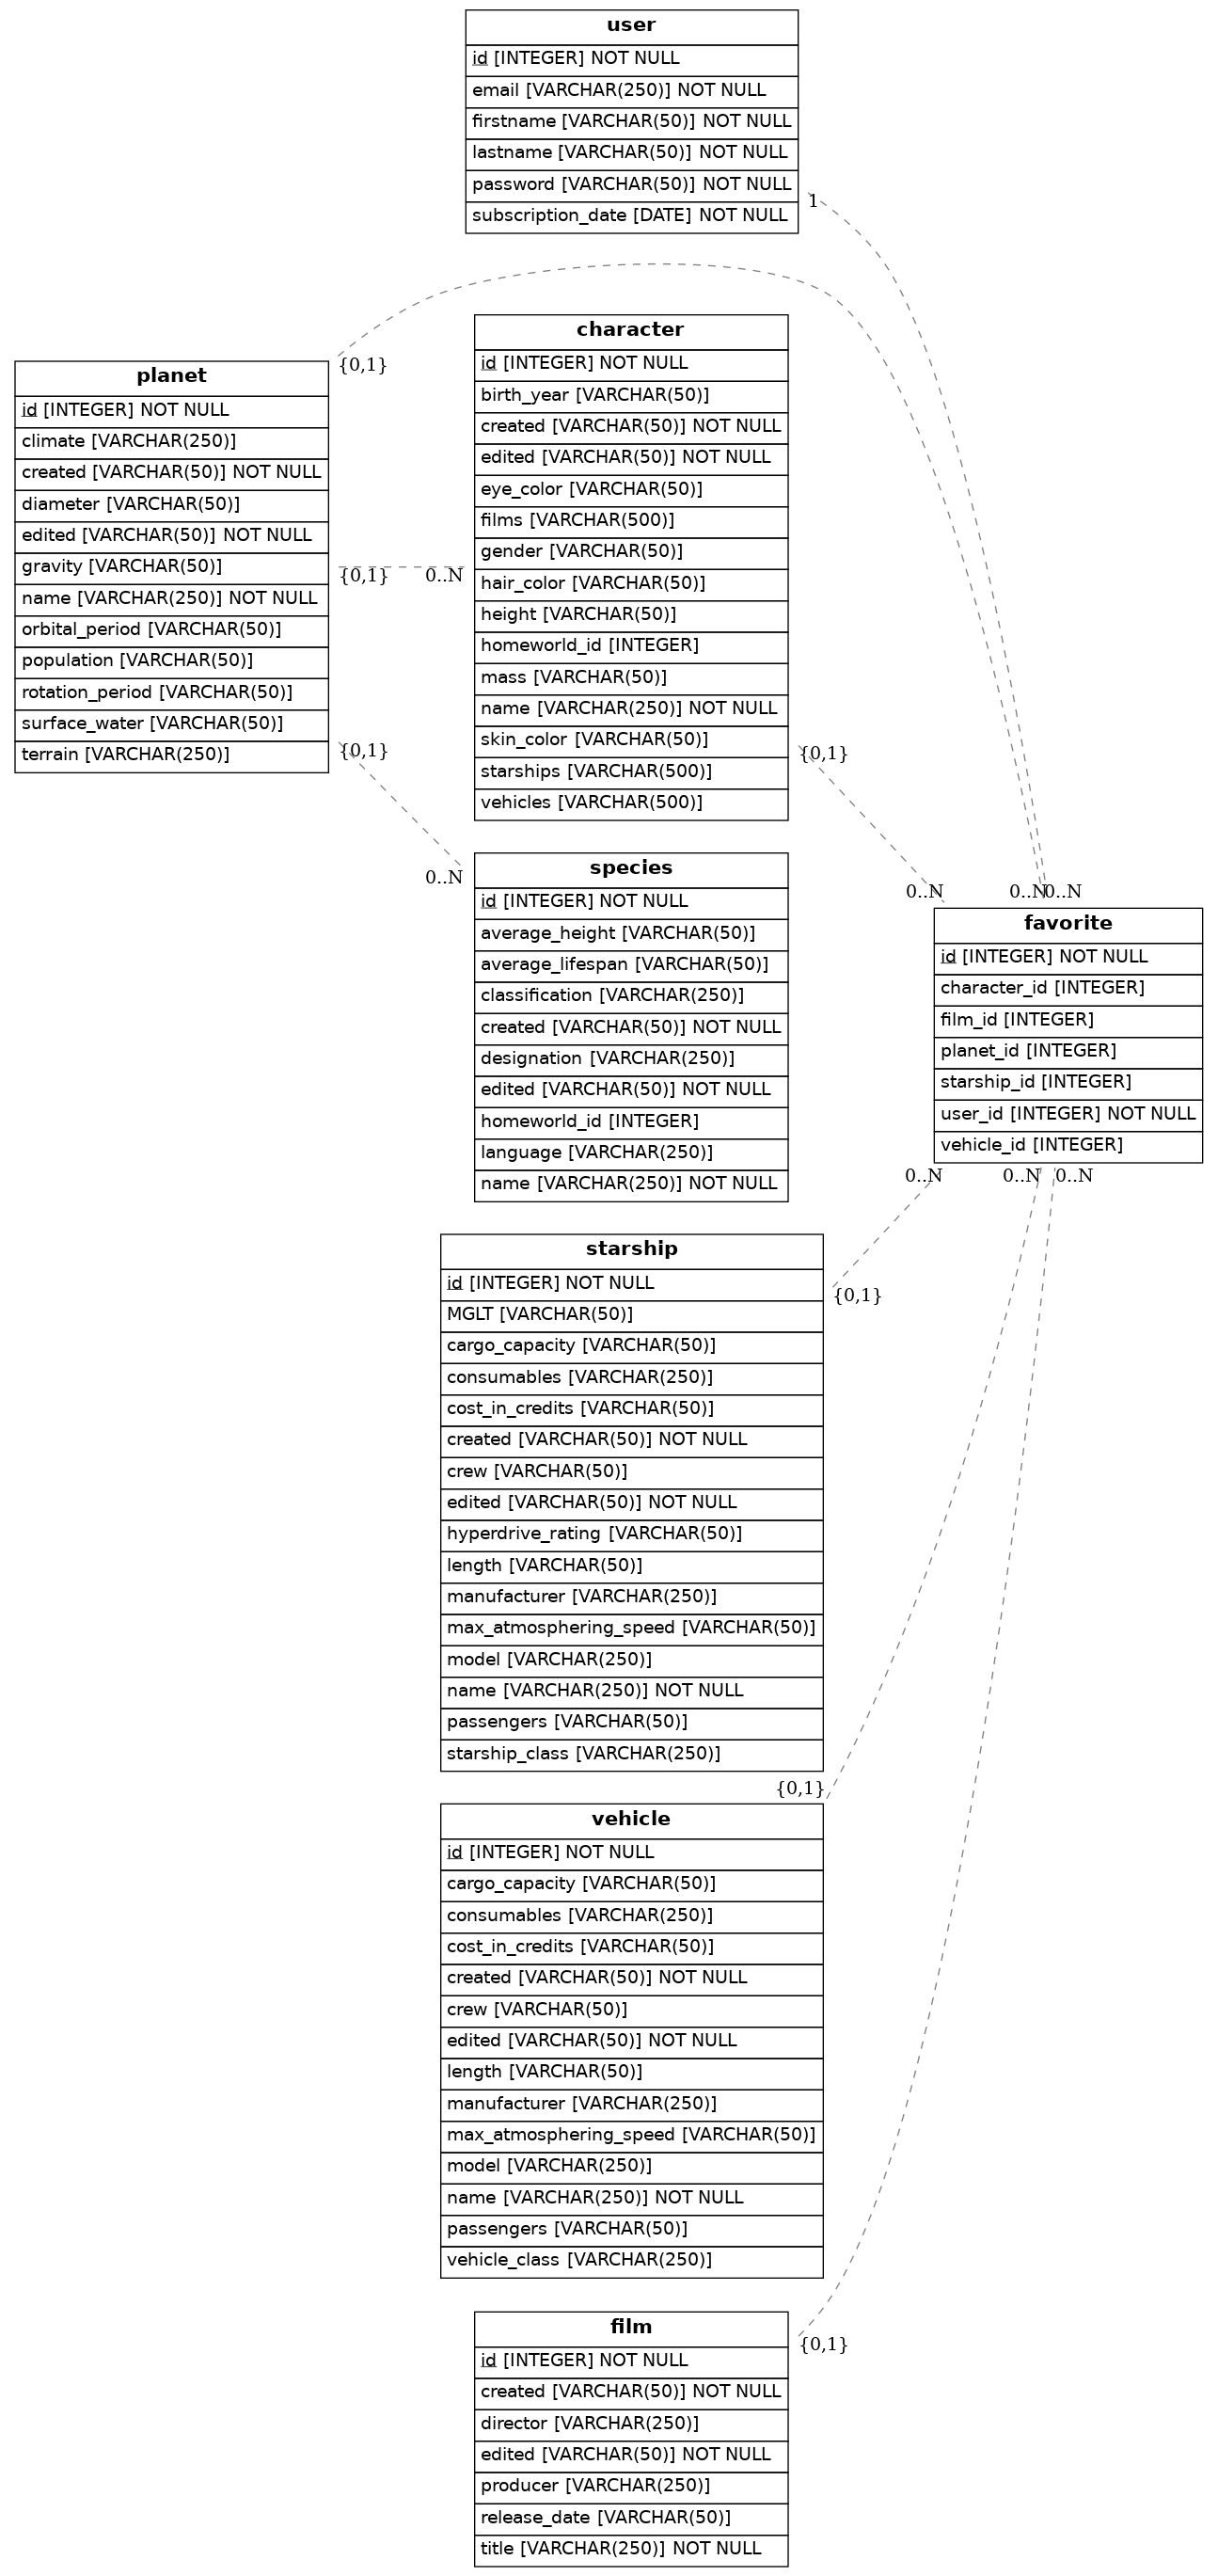 user
id [INTEGER] NOT NULL
email [VARCHAR(250)] NOT NULL
firstname [VARCHAR(50)] NOT NULL
lastname [VARCHAR(50)] NOT NULL
password [VARCHAR(50)] NOT NULL
subscription_date [DATE] NOT NULL
1
planet
id [INTEGER] NOT NULL
climate [VARCHAR(250)]
created [VARCHAR(50)] NOT NULL
diameter [VARCHAR(50)]
edited [VARCHAR(50)] NOT NULL
gravity [VARCHAR(50)]
name [VARCHAR(250)] NOT NULL
orbital_period [VARCHAR(50)]
population [VARCHAR(50)]
rotation_period [VARCHAR(50)]
surface_water [VARCHAR(50)]
terrain [VARCHAR(250)]
{0,1}
{0,1}
0..N
{0,1}
0..N
character
id [INTEGER] NOT NULL
birth_year [VARCHAR(50)]
created [VARCHAR(50)] NOT NULL
edited [VARCHAR(50)] NOT NULL
eye_color [VARCHAR(50)]
films [VARCHAR(500)]
gender [VARCHAR(50)]
hair_color [VARCHAR(50)]
height [VARCHAR(50)]
homeworld_id [INTEGER]
mass [VARCHAR(50)]
name [VARCHAR(250)] NOT NULL
skin_color [VARCHAR(50)]
starships [VARCHAR(500)]
vehicles [VARCHAR(500)]
{0,1}
species
id [INTEGER] NOT NULL
average_height [VARCHAR(50)]
average_lifespan [VARCHAR(50)]
classification [VARCHAR(250)]
created [VARCHAR(50)] NOT NULL
designation [VARCHAR(250)]
edited [VARCHAR(50)] NOT NULL
homeworld_id [INTEGER]
language [VARCHAR(250)]
name [VARCHAR(250)] NOT NULL
0..N
0..N
0..N
favorite
id [INTEGER] NOT NULL
character_id [INTEGER]
film_id [INTEGER]
planet_id [INTEGER]
starship_id [INTEGER]
user_id [INTEGER] NOT NULL
vehicle_id [INTEGER]
0..N
0..N
0..N
starship
id [INTEGER] NOT NULL
MGLT [VARCHAR(50)]
cargo_capacity [VARCHAR(50)]
consumables [VARCHAR(250)]
cost_in_credits [VARCHAR(50)]
created [VARCHAR(50)] NOT NULL
crew [VARCHAR(50)]
edited [VARCHAR(50)] NOT NULL
hyperdrive_rating [VARCHAR(50)]
length [VARCHAR(50)]
manufacturer [VARCHAR(250)]
max_atmosphering_speed [VARCHAR(50)]
model [VARCHAR(250)]
name [VARCHAR(250)] NOT NULL
passengers [VARCHAR(50)]
starship_class [VARCHAR(250)]
{0,1}
{0,1}
vehicle
id [INTEGER] NOT NULL
cargo_capacity [VARCHAR(50)]
consumables [VARCHAR(250)]
cost_in_credits [VARCHAR(50)]
created [VARCHAR(50)] NOT NULL
crew [VARCHAR(50)]
edited [VARCHAR(50)] NOT NULL
length [VARCHAR(50)]
manufacturer [VARCHAR(250)]
max_atmosphering_speed [VARCHAR(50)]
model [VARCHAR(250)]
name [VARCHAR(250)] NOT NULL
passengers [VARCHAR(50)]
vehicle_class [VARCHAR(250)]
film
id [INTEGER] NOT NULL
created [VARCHAR(50)] NOT NULL
director [VARCHAR(250)]
edited [VARCHAR(50)] NOT NULL
producer [VARCHAR(250)]
release_date [VARCHAR(50)]
title [VARCHAR(250)] NOT NULL
{0,1}